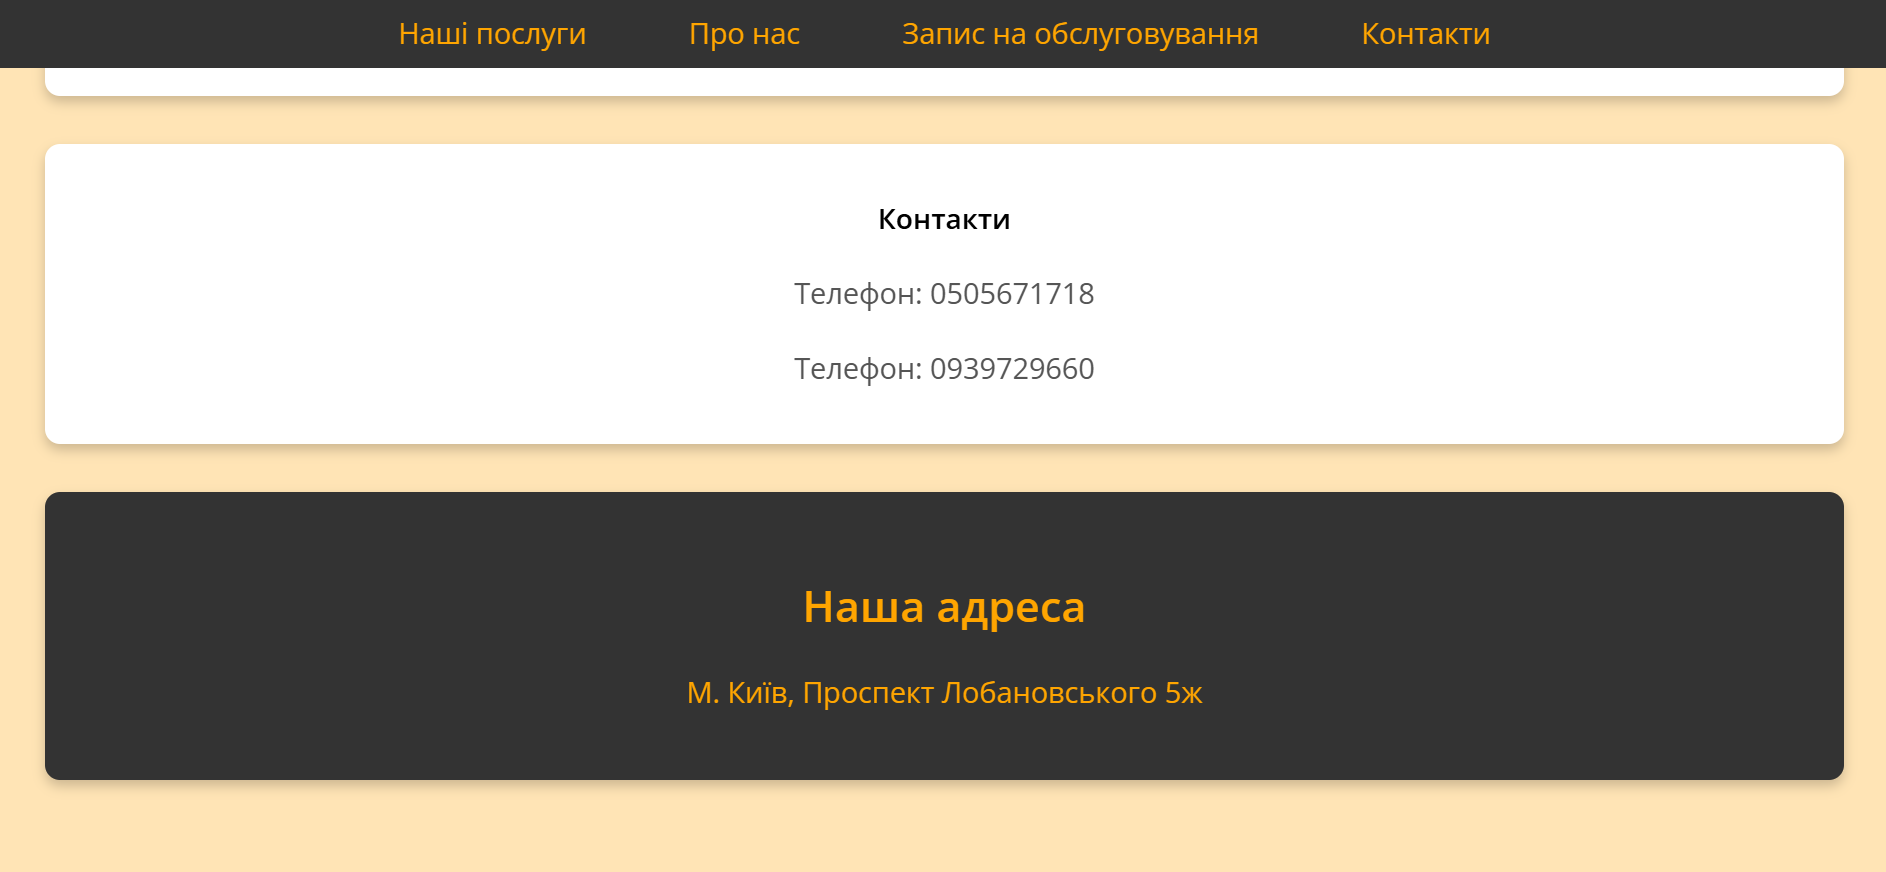 Наші послуги Про нас Запис на обслуговування Контакти
Контакти
Телефон: 0505671718
Телефон: 0939729660
Наша адреса
М. Київ, Проспект Лобановського 5ж